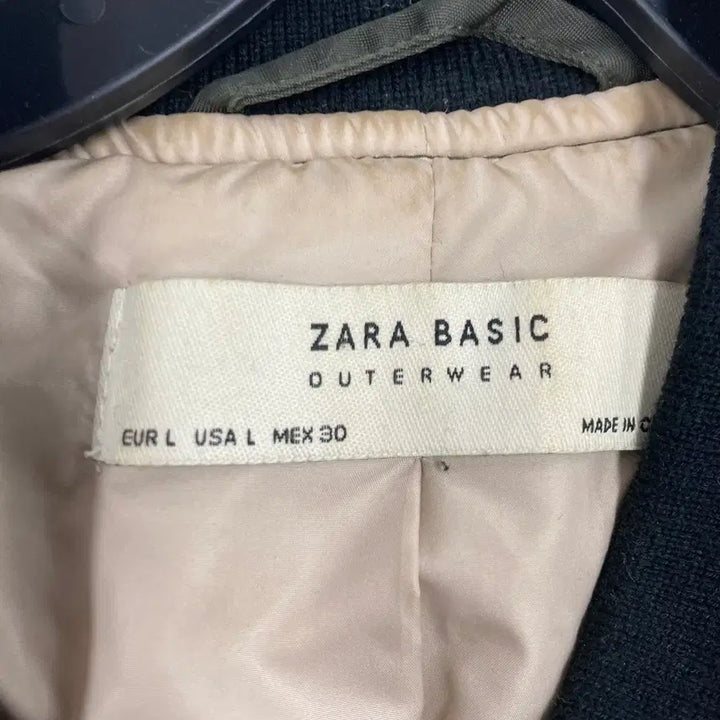 ZARA BASIC
OUTERWEAR
EUR L USA L MEX 30
MADE IN